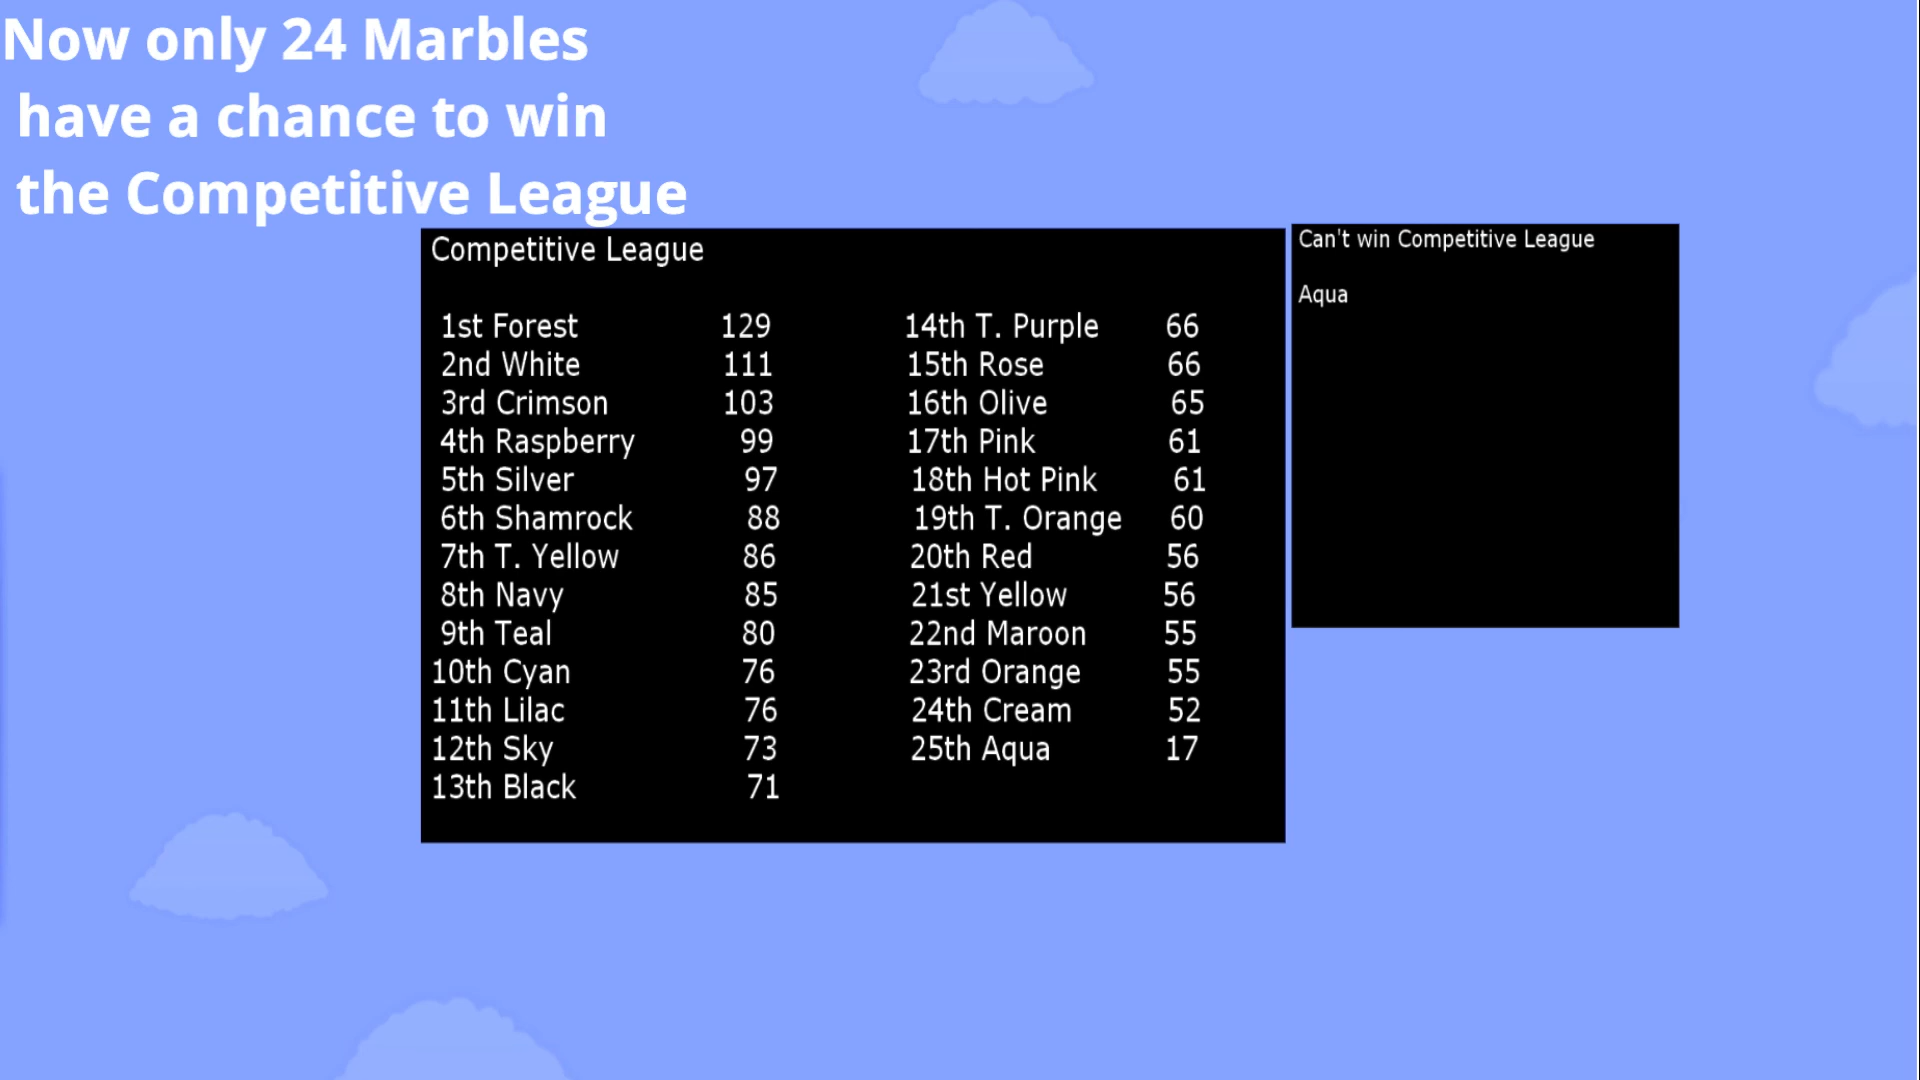 Now only 24 Marbles
have a chance to win
the Competitive League
Competitive League
1st Forest 129
2nd White 111
3rd Crimson 103
4th Raspberry 99
5th Silver 97
6th Shamrock 88
7th T. Yellow 86
8th Navy 85
9th Teal 80
10th Cyan 76
11th Lilac 76
12th Sky 73
13th Black 71
14th T. Purple 66
15th Rose 66
16th Olive 65
17th Pink 61
18th Hot Pink 61
19th T. Orange 60
20th Red 56
21st Yellow 56
22nd Maroon 55
23rd Orange 55
24th Cream 52
25th Aqua 17
Can't win Competitive League
Aqua